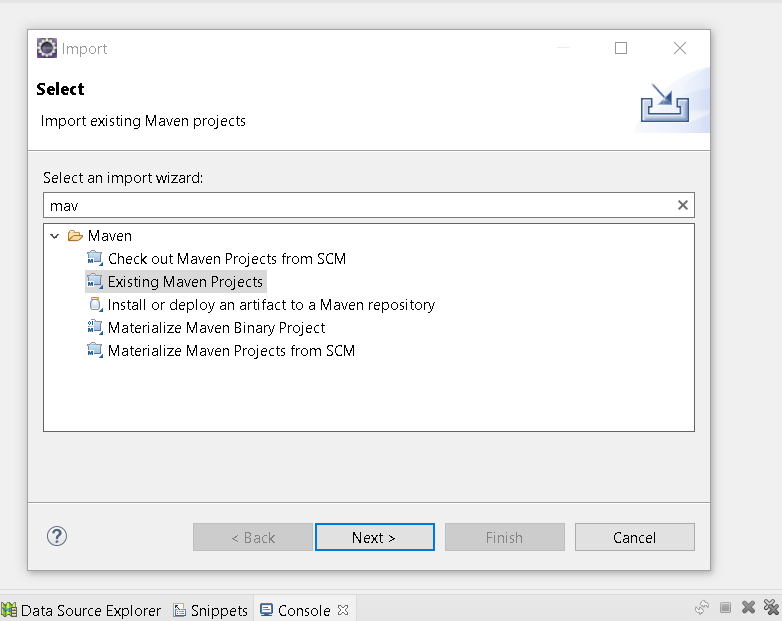 Import
Select
Import existing Maven projects
Select an import wizard:
mav
Maven
Check out Maven Projects from SCM
Existing Maven Projects
Install or deploy an artifact to a Maven repository
Materialize Maven Binary Project
Materialize Maven Projects from SCM
? < Back Next > Finish Cancel
Data Source Explorer Snippets Console